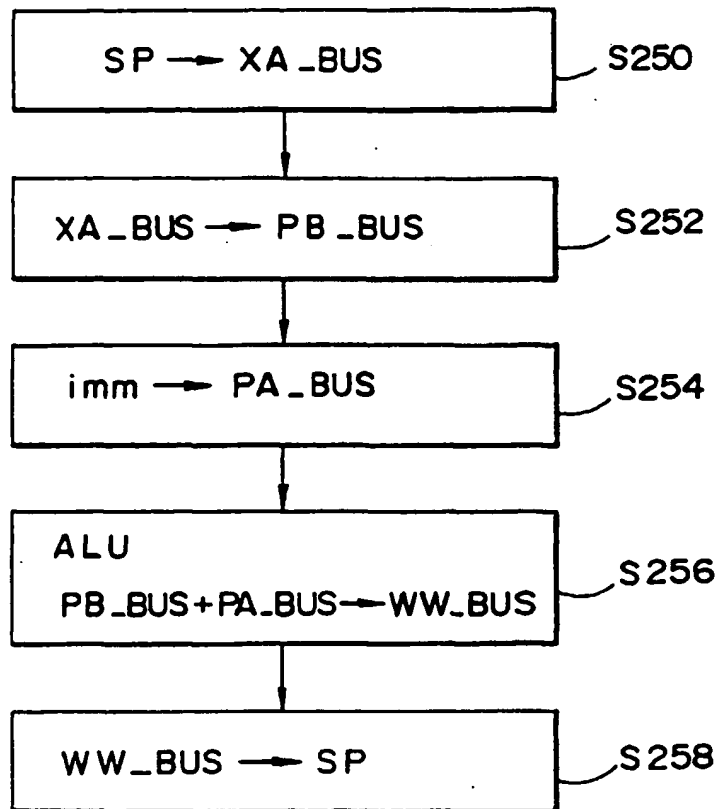 SP → XA_BUS
S250
XA_BUS → PB_BUS
S252
imm → PA_BUS
S254
ALU
PB_BUS+PA_BUS→WW_BUS
S256
WW_BUS → SP
S258